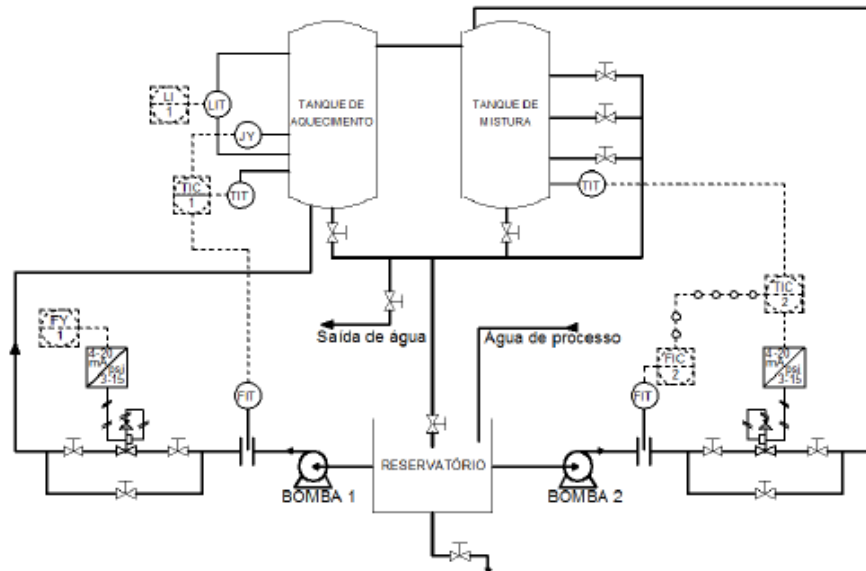 TANQUE DE
AQUECIMENTO
TANQUE DE
MISTURA
LI
1
LIT
JY
TIC
1
TIT
TIT
TIC
2
FY
1
4-20
mA
psi
3-15
Saída de água
Água de processo
FIC
2
4-20
mA
psi
3-15
FIT
FIT
RESERVATÓRIO
BOMBA 1
BOMBA 2